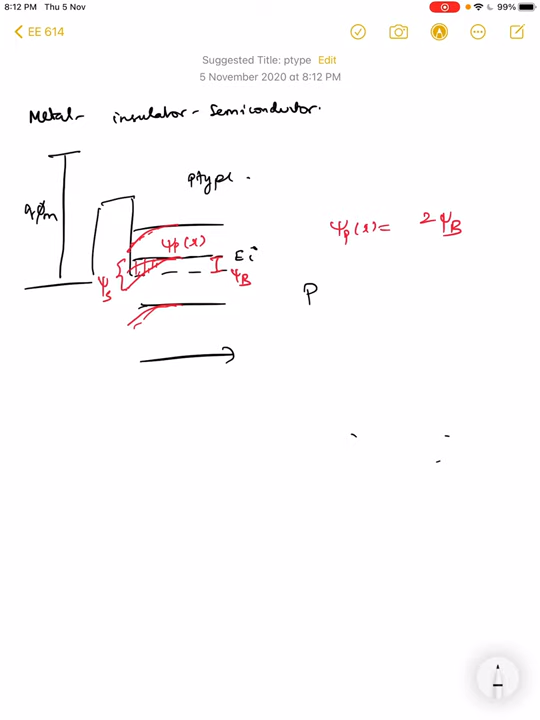 8:12 PM Thu 5 Nov
99%
EE 614
Suggested Title: ptype Edit
5 November 2020 at 8:12 PM
Metal- insulator - Semiconductor.
ptype.
qφm
Ψp(x)
Ei
Ψs
ΨB
Ψp(x) = 2ΨB
P